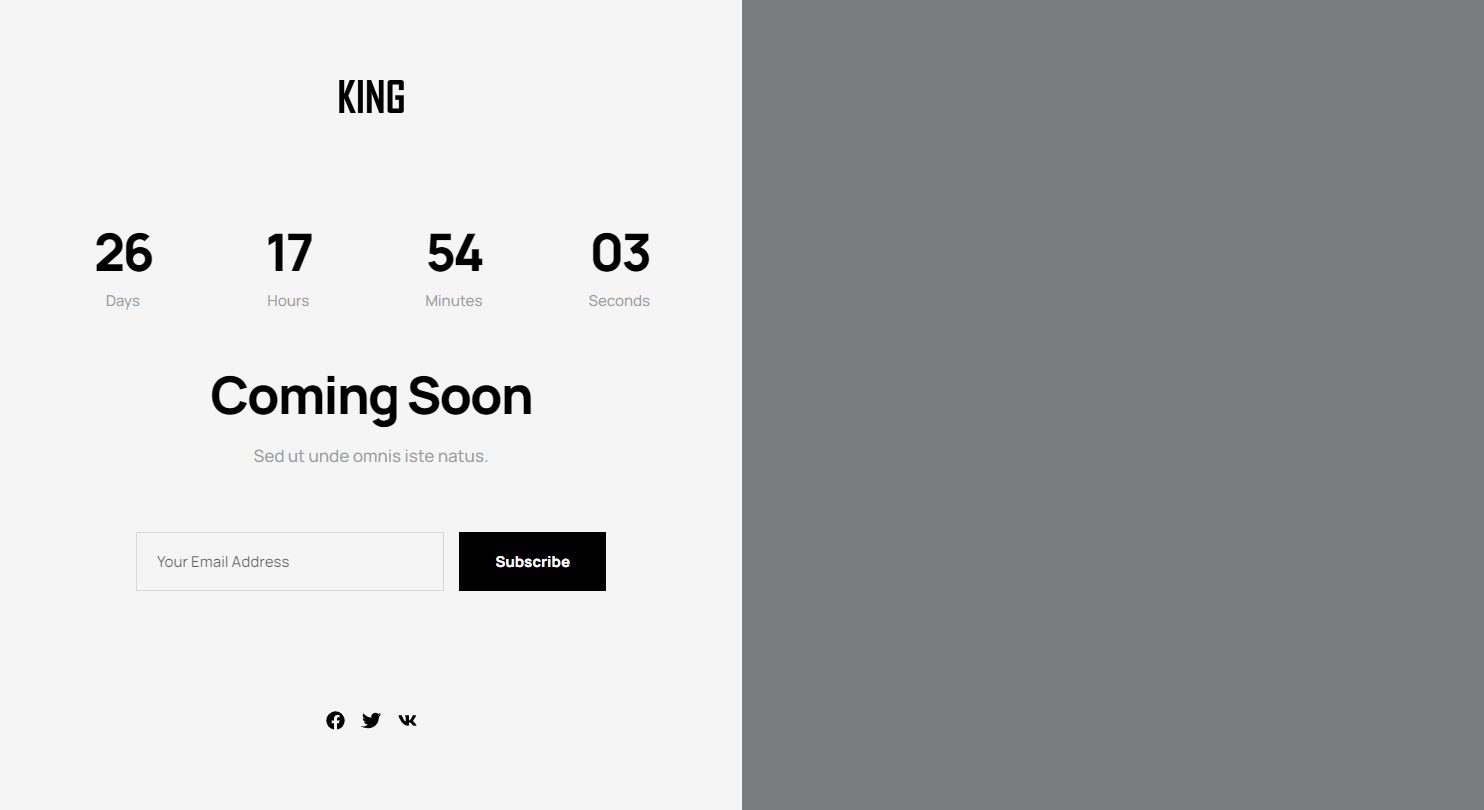 KING
26 17 54 03
Days Hours Minutes Seconds
Coming Soon
Sed ut unde omnis iste natus.
Your Email Address Subscribe